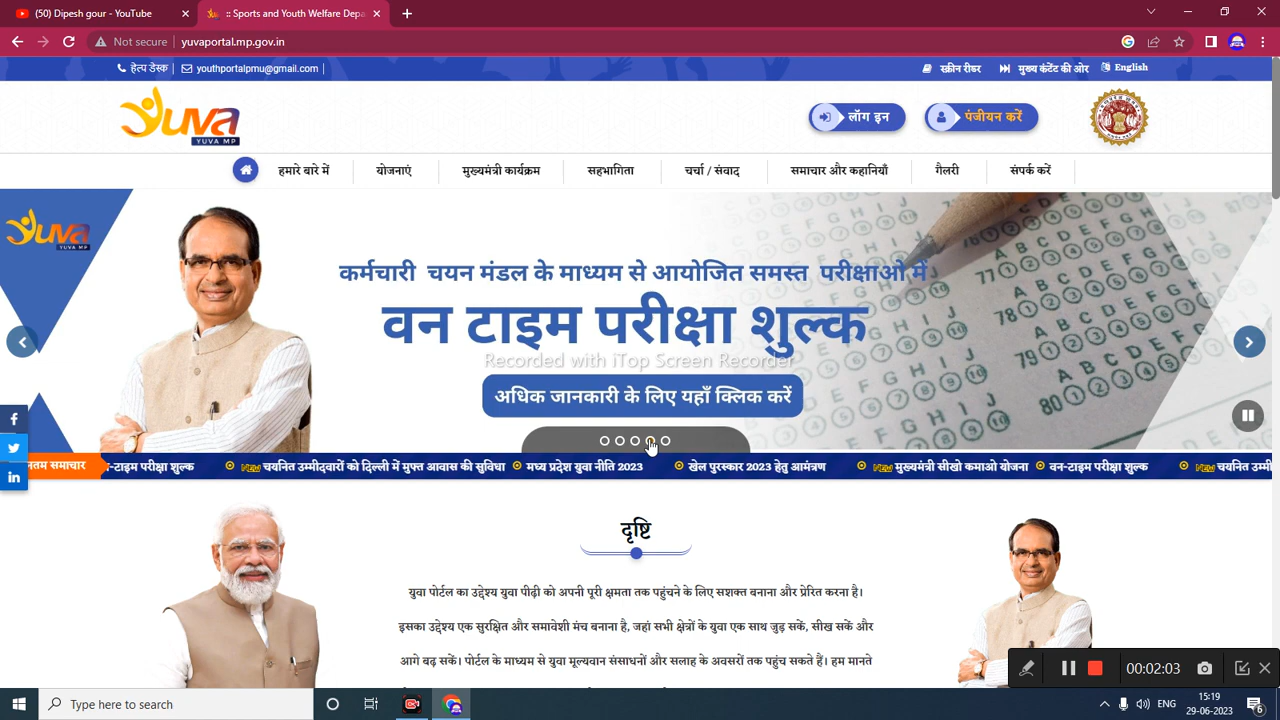 (50) Dipesh gour - YouTube
:: Sports and Youth Welfare Depa
Not secure
yuvaportal.mp.gov.in
हेल्प डेस्क
youthportalpmu@gmail.com
स्क्रीन रीडर
मुख्य कंटेंट की ओर
English
Yuva
YUVA MP
लॉग इन
पंजीयन करें
हमारे बारे में
योजनाएं
मुख्यमंत्री कार्यक्रम
सहभागिता
चर्चा / संवाद
समाचार और कहानियाँ
गैलरी
संपर्क करें
Yuva
YUVA MP
कर्मचारी चयन मंडल के माध्यम से आयोजित समस्त परीक्षाओ में
वन टाइम परीक्षा शुल्क
Recorded with iTop Screen Recorder
अधिक जानकारी के लिए यहाँ क्लिक करें
तम समाचार
न-टाइम परीक्षा शुल्क
NEW चयनित उम्मीदवारों को दिल्ली में मुफ्त आवास की सुविधा
मध्य प्रदेश युवा नीति 2023
खेल पुरस्कार 2023 हेतु आमंत्रण
NEW मुख्यमंत्री सीखो कमाओ योजना
वन-टाइम परीक्षा शुल्क
NEW चयनित उम्मी
दृष्टि
युवा पोर्टल का उद्देश्य युवा पीढ़ी को अपनी पूरी क्षमता तक पहुंचने के लिए सशक्त बनाना और प्रेरित करना है।
इसका उद्देश्य एक सुरक्षित और समावेशी मंच बनाना है, जहां सभी क्षेत्रों के युवा एक साथ जुड़ सकें, सीख सकें और
आगे बढ़ सकें। पोर्टल के माध्यम से युवा मूल्यवान संसाधनों और सलाह के अवसरों तक पहुंच सकते हैं। हम मानते
00:02:03
Type here to search
ENG
15:19
29-06-2023
6